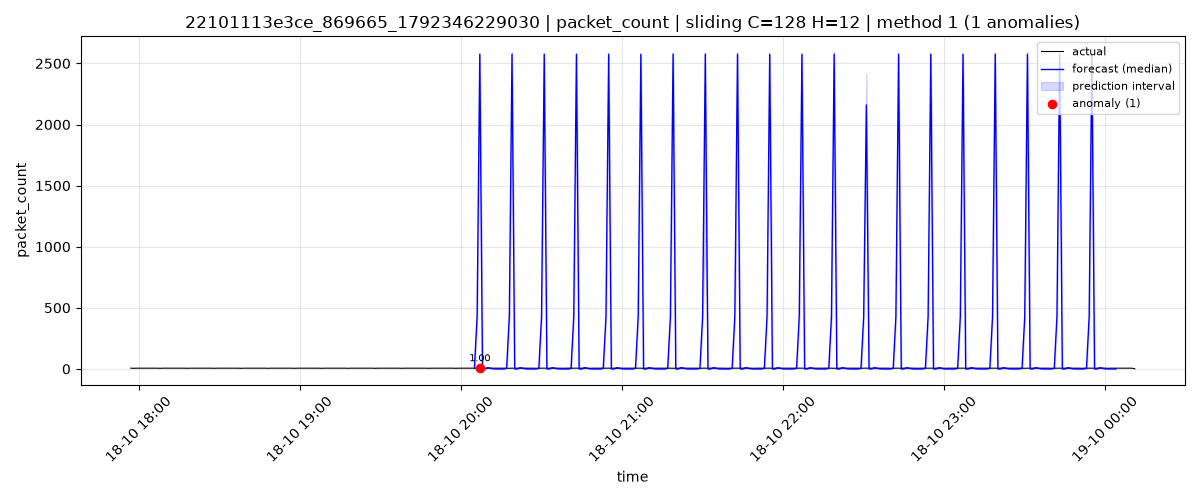 22101113e3ce_869665_1792346229030 | packet_count | sliding C=128 H=12 | method 1 (1 anomalies)
actual
forecast (median)
prediction interval
anomaly (1)
packet_count
2500
2000
1500
1000
500
0
1.00
18-10 18:00
18-10 19:00
18-10 20:00
18-10 21:00
18-10 22:00
18-10 23:00
19-10 00:00
time